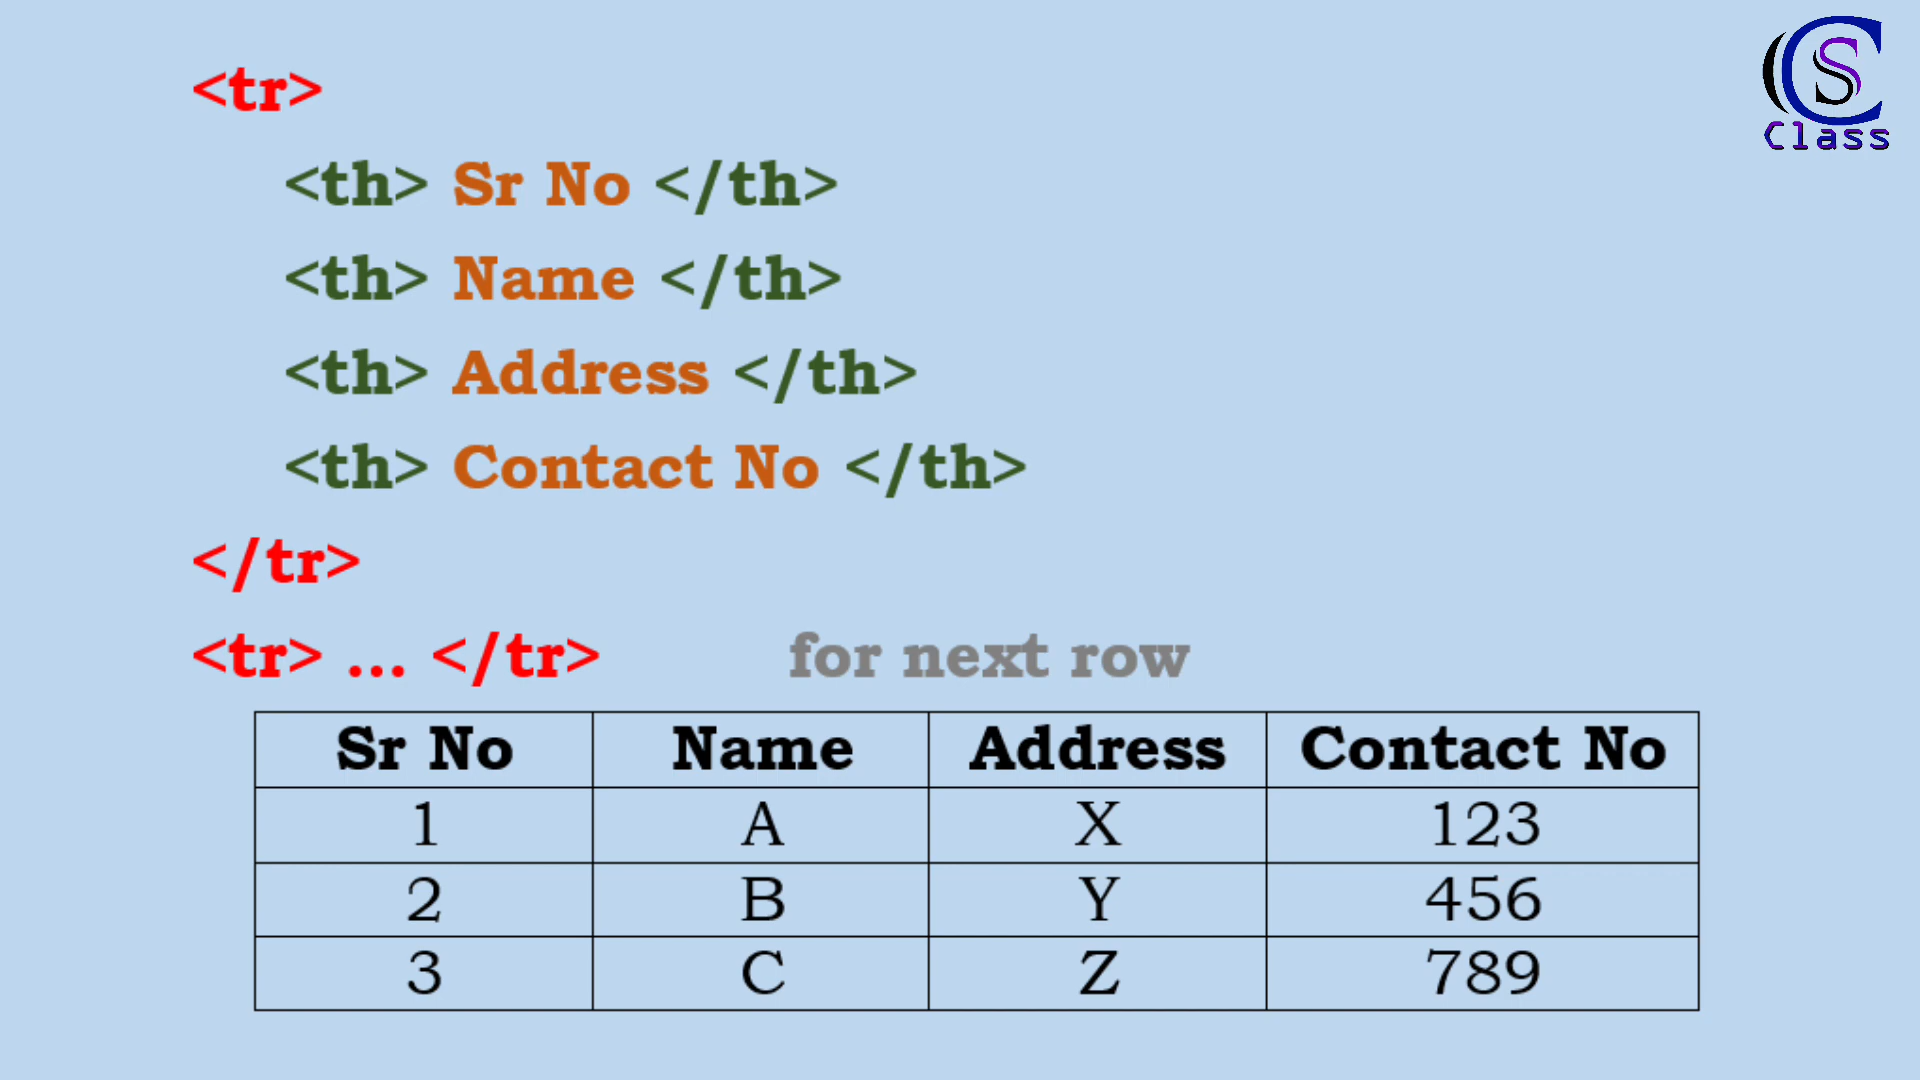 CS
Class
<tr>
<th> Sr No </th>
<th> Name </th>
<th> Address </th>
<th> Contact No </th>
</tr>
<tr> ... </tr> for next row
Sr No Name Address Contact No
1 A X 123
2 B Y 456
3 C Z 789